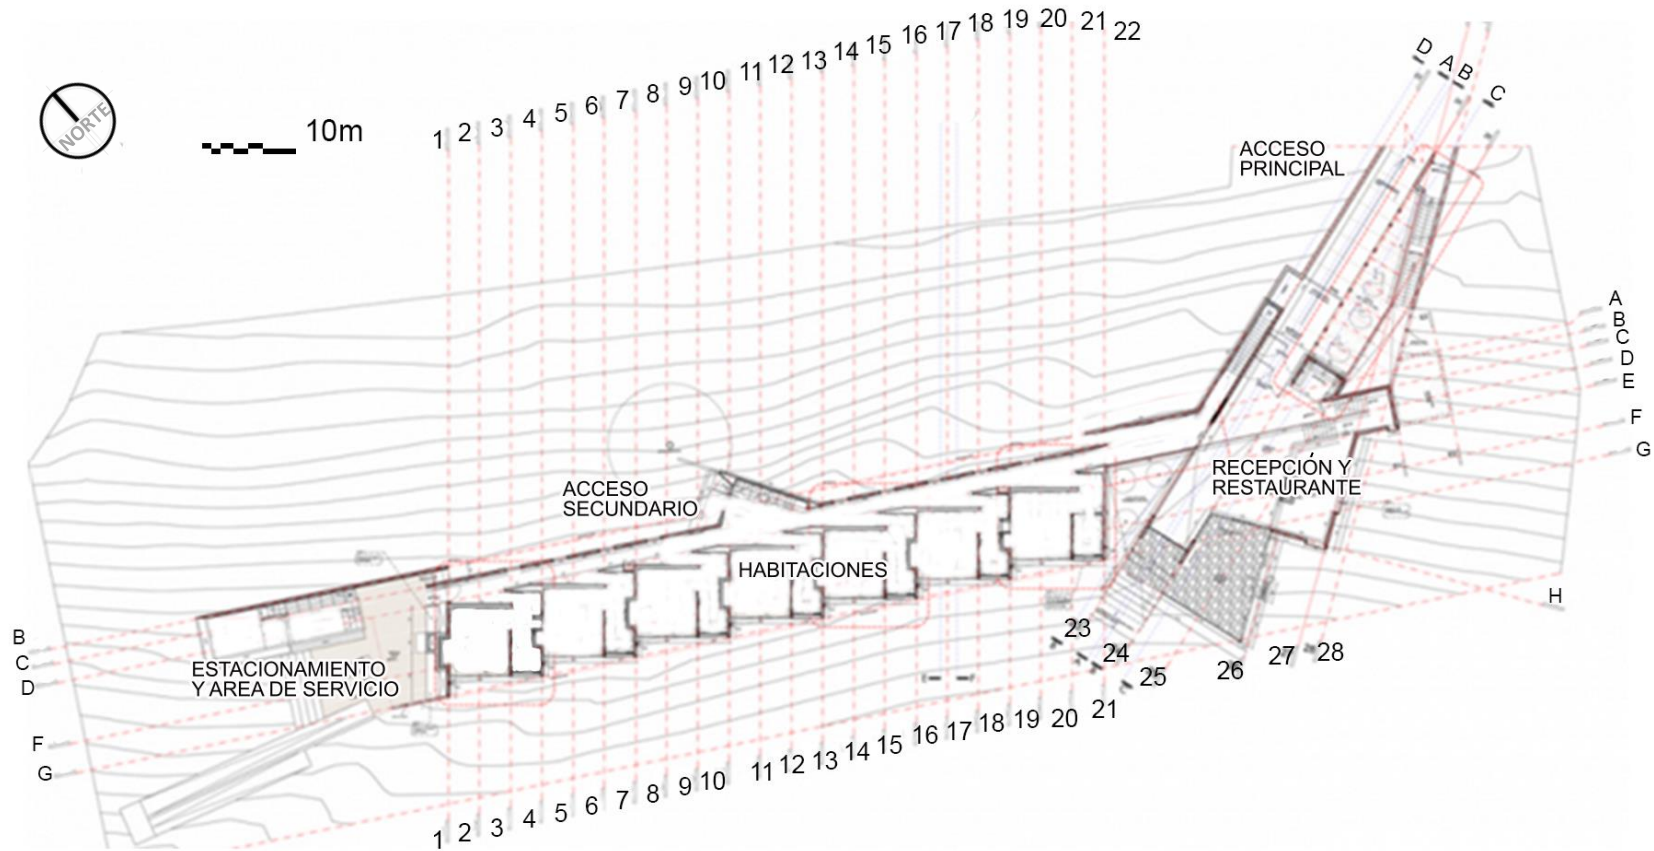 NORTE
10m
1 2 3 4 5 6 7 8 9 10 11 12 13 14 15 16 17 18 19 20 21 22
D A B C
ACCESO
PRINCIPAL
A
B
C
D
E
F
G
H
ACCESO
SECUNDARIO
RECEPCIÓN Y
RESTAURANTE
HABITACIONES
ESTACIONAMIENTO
Y AREA DE SERVICIO
B
C
D
F
G
23
24
25
26
27
28
1 2 3 4 5 6 7 8 9 10 11 12 13 14 15 16 17 18 19 20 21